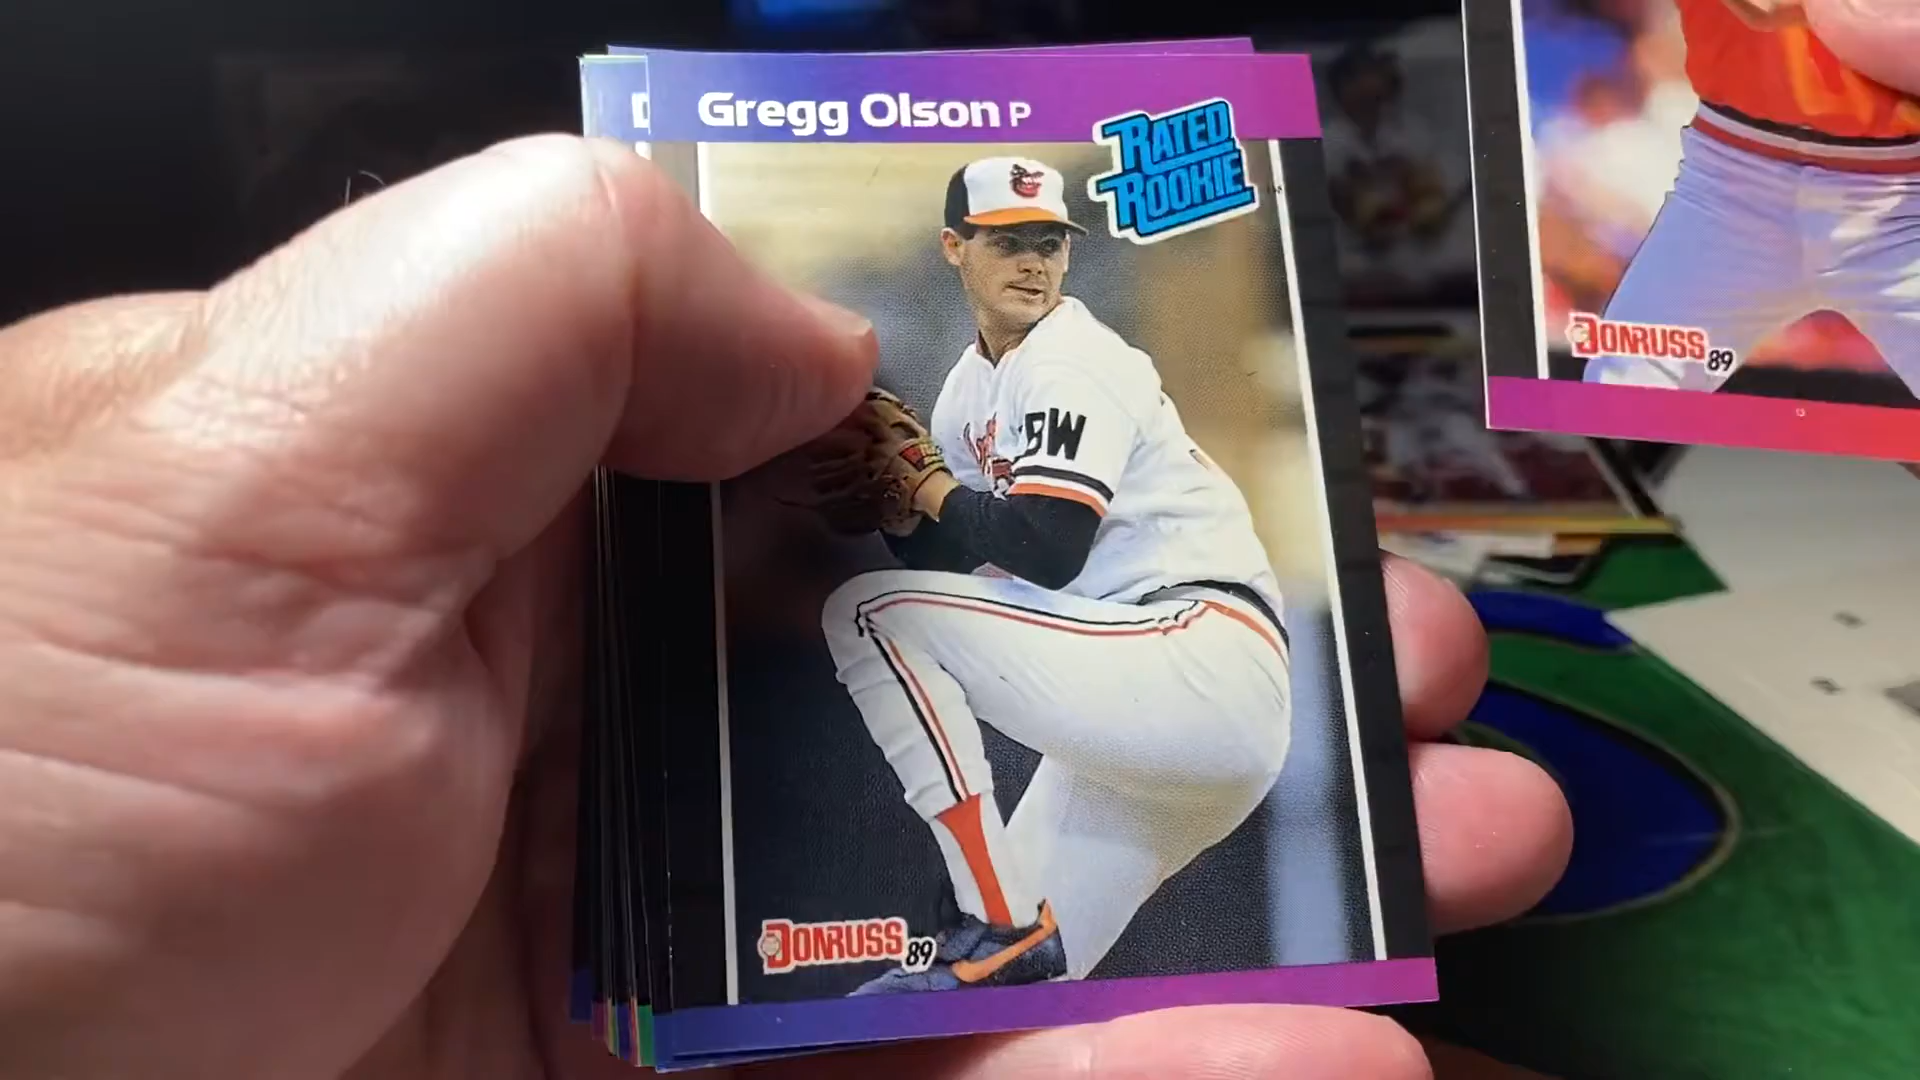 Gregg Olson P
RATED
ROOKIE
BW
DONRUSS 89
DONRUSS 89